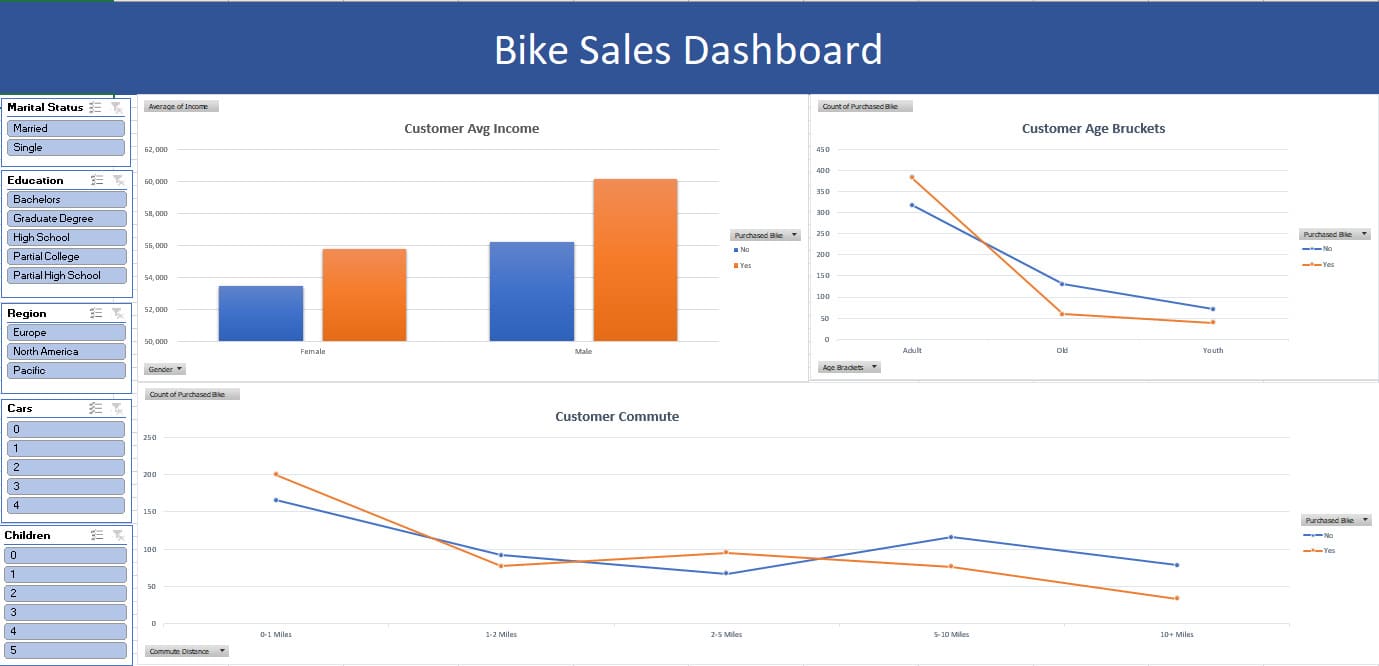 Bike Sales Dashboard
Marital Status
Married
Single
Education
Bachelors
Graduate Degree
High School
Partial College
Partial High School
Region
Europe
North America
Pacific
Cars
0
1
2
3
4
Children
0
1
2
3
4
5
Average of Income
Customer Avg Income
62,000
60,000
58,000
56,000
54,000
52,000
50,000
Female
Male
Gender
Purchased Bike
No
Yes
Count of Purchased Bike
Customer Age Bruckets
450
400
350
300
250
200
150
100
50
0
Adult
Old
Youth
Age Brackets
Purchased Bike
No
Yes
Count of Purchased Bike
Customer Commute
250
200
150
100
50
0
0-1 Miles
1-2 Miles
2-5 Miles
5-10 Miles
10+ Miles
Commute Distance
Purchased Bike
No
Yes